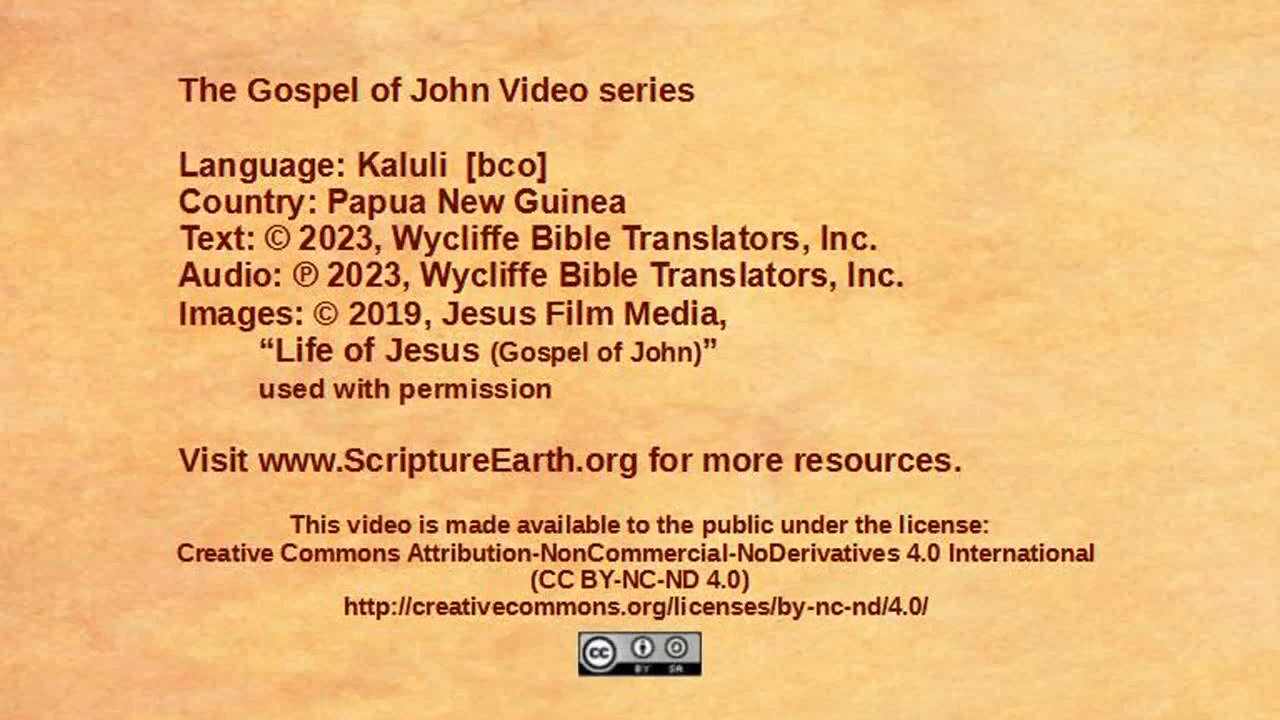 The Gospel of John Video series
Language: Kaluli [bco]
Country: Papua New Guinea
Text: © 2023, Wycliffe Bible Translators, Inc.
Audio: ℗ 2023, Wycliffe Bible Translators, Inc.
Images: © 2019, Jesus Film Media,
“Life of Jesus (Gospel of John)”
used with permission
Visit www.ScriptureEarth.org for more resources.
This video is made available to the public under the license:
Creative Commons Attribution-NonCommercial-NoDerivatives 4.0 International
(CC BY-NC-ND 4.0)
http://creativecommons.org/licenses/by-nc-nd/4.0/
cc BY SA